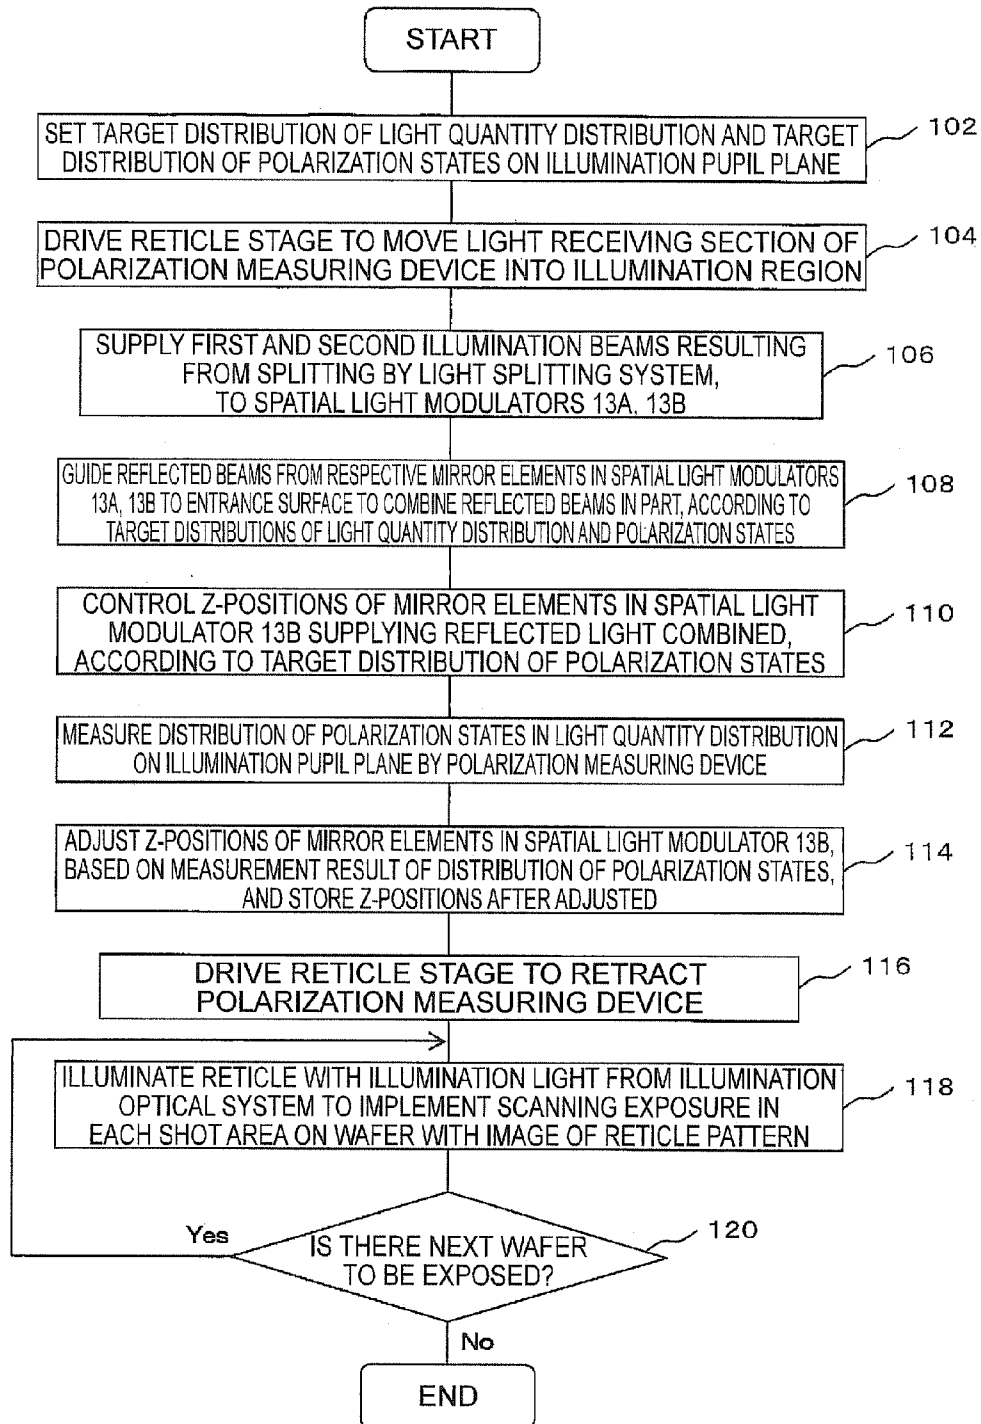 START
SET TARGET DISTRIBUTION OF LIGHT QUANTITY DISTRIBUTION AND TARGET
DISTRIBUTION OF POLARIZATION STATES ON ILLUMINATION PUPIL PLANE
102
DRIVE RETICLE STAGE TO MOVE LIGHT RECEIVING SECTION OF
POLARIZATION MEASURING DEVICE INTO ILLUMINATION REGION
104
SUPPLY FIRST AND SECOND ILLUMINATION BEAMS RESULTING
FROM SPLITTING BY LIGHT SPLITTING SYSTEM,
TO SPATIAL LIGHT MODULATORS 13A, 13B
106
GUIDE REFLECTED BEAMS FROM RESPECTIVE MIRROR ELEMENTS IN SPATIAL LIGHT MODULATORS
13A, 13B TO ENTRANCE SURFACE TO COMBINE REFLECTED BEAMS IN PART, ACCORDING TO
TARGET DISTRIBUTIONS OF LIGHT QUANTITY DISTRIBUTION AND POLARIZATION STATES
108
CONTROL Z-POSITIONS OF MIRROR ELEMENTS IN SPATIAL LIGHT
MODULATOR 13B SUPPLYING REFLECTED LIGHT COMBINED,
ACCORDING TO TARGET DISTRIBUTION OF POLARIZATION STATES
110
MEASURE DISTRIBUTION OF POLARIZATION STATES IN LIGHT QUANTITY DISTRIBUTION
ON ILLUMINATION PUPIL PLANE BY POLARIZATION MEASURING DEVICE
112
ADJUST Z-POSITIONS OF MIRROR ELEMENTS IN SPATIAL LIGHT MODULATOR 13B,
BASED ON MEASUREMENT RESULT OF DISTRIBUTION OF POLARIZATION STATES,
AND STORE Z-POSITIONS AFTER ADJUSTED
114
DRIVE RETICLE STAGE TO RETRACT
POLARIZATION MEASURING DEVICE
116
ILLUMINATE RETICLE WITH ILLUMINATION LIGHT FROM ILLUMINATION
OPTICAL SYSTEM TO IMPLEMENT SCANNING EXPOSURE IN
EACH SHOT AREA ON WAFER WITH IMAGE OF RETICLE PATTERN
118
Yes
IS THERE NEXT WAFER
TO BE EXPOSED?
120
No
END